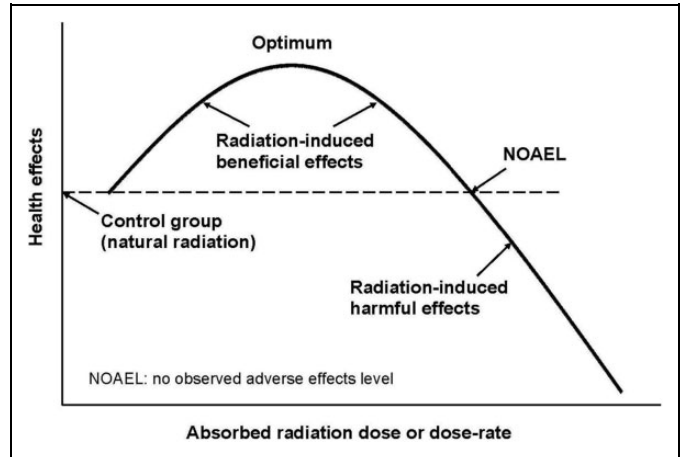 Optimum
Radiation-induced
beneficial effects
NOAEL
Control group
(natural radiation)
Radiation-induced
harmful effects
NOAEL: no observed adverse effects level
Health effects
Absorbed radiation dose or dose-rate